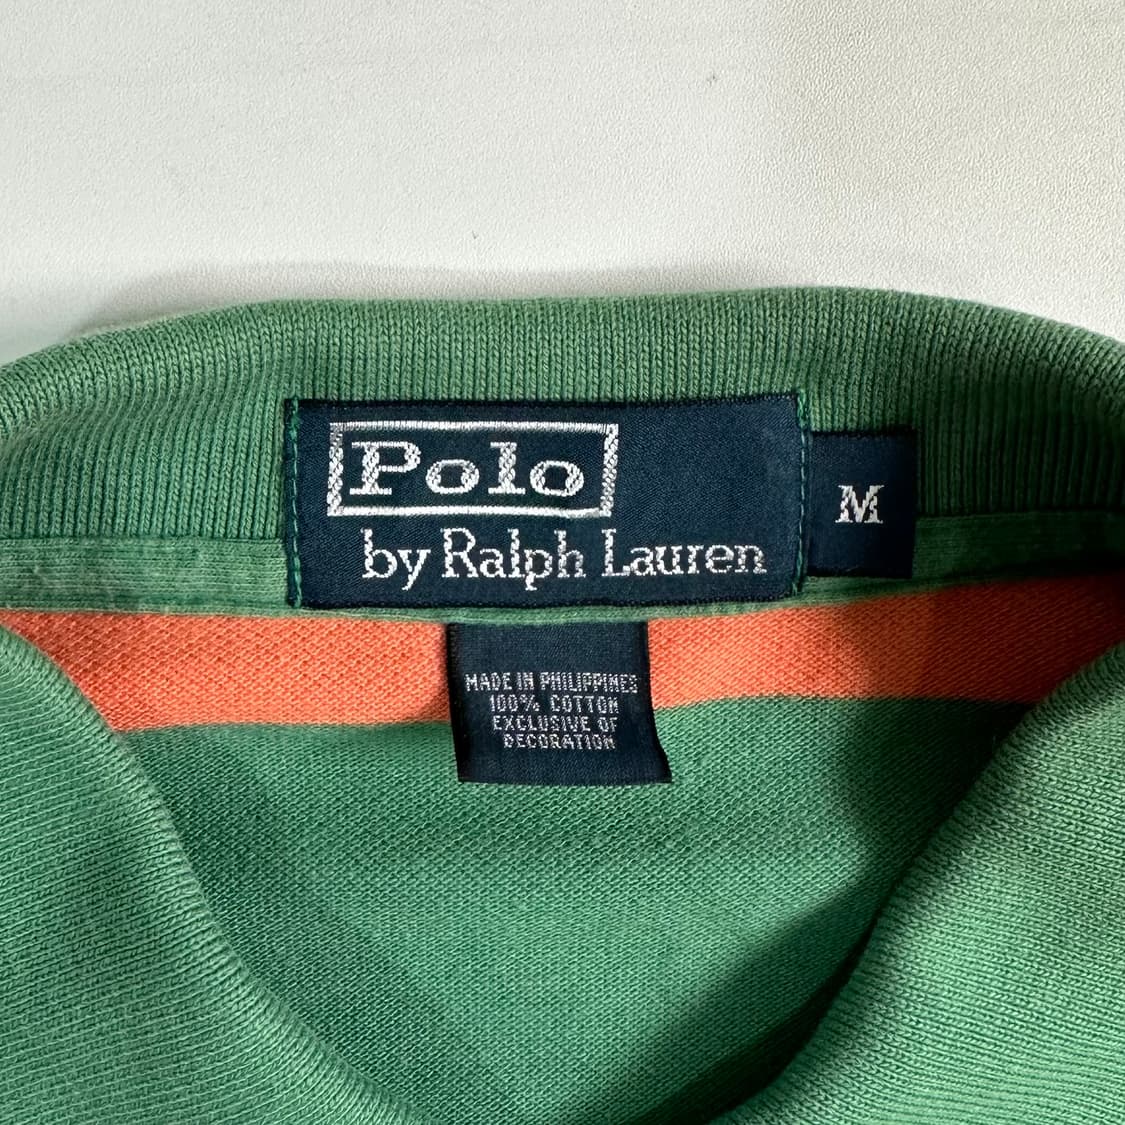 Polo
by Ralph Lauren
M
MADE IN PHILIPPINES
100% COTTON
EXCLUSIVE OF
DECORATION